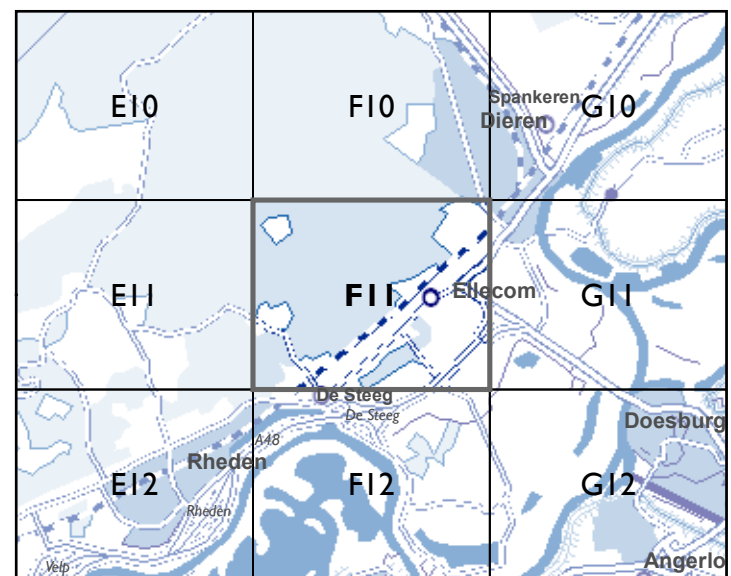 E10
F10
Spankeren
G10
Dieren
E11
F11
Ellecom
G11
De Steeg
De Steeg
Doesburg
A48
Rheden
E12
F12
G12
Rheden
Velp
Angerlo